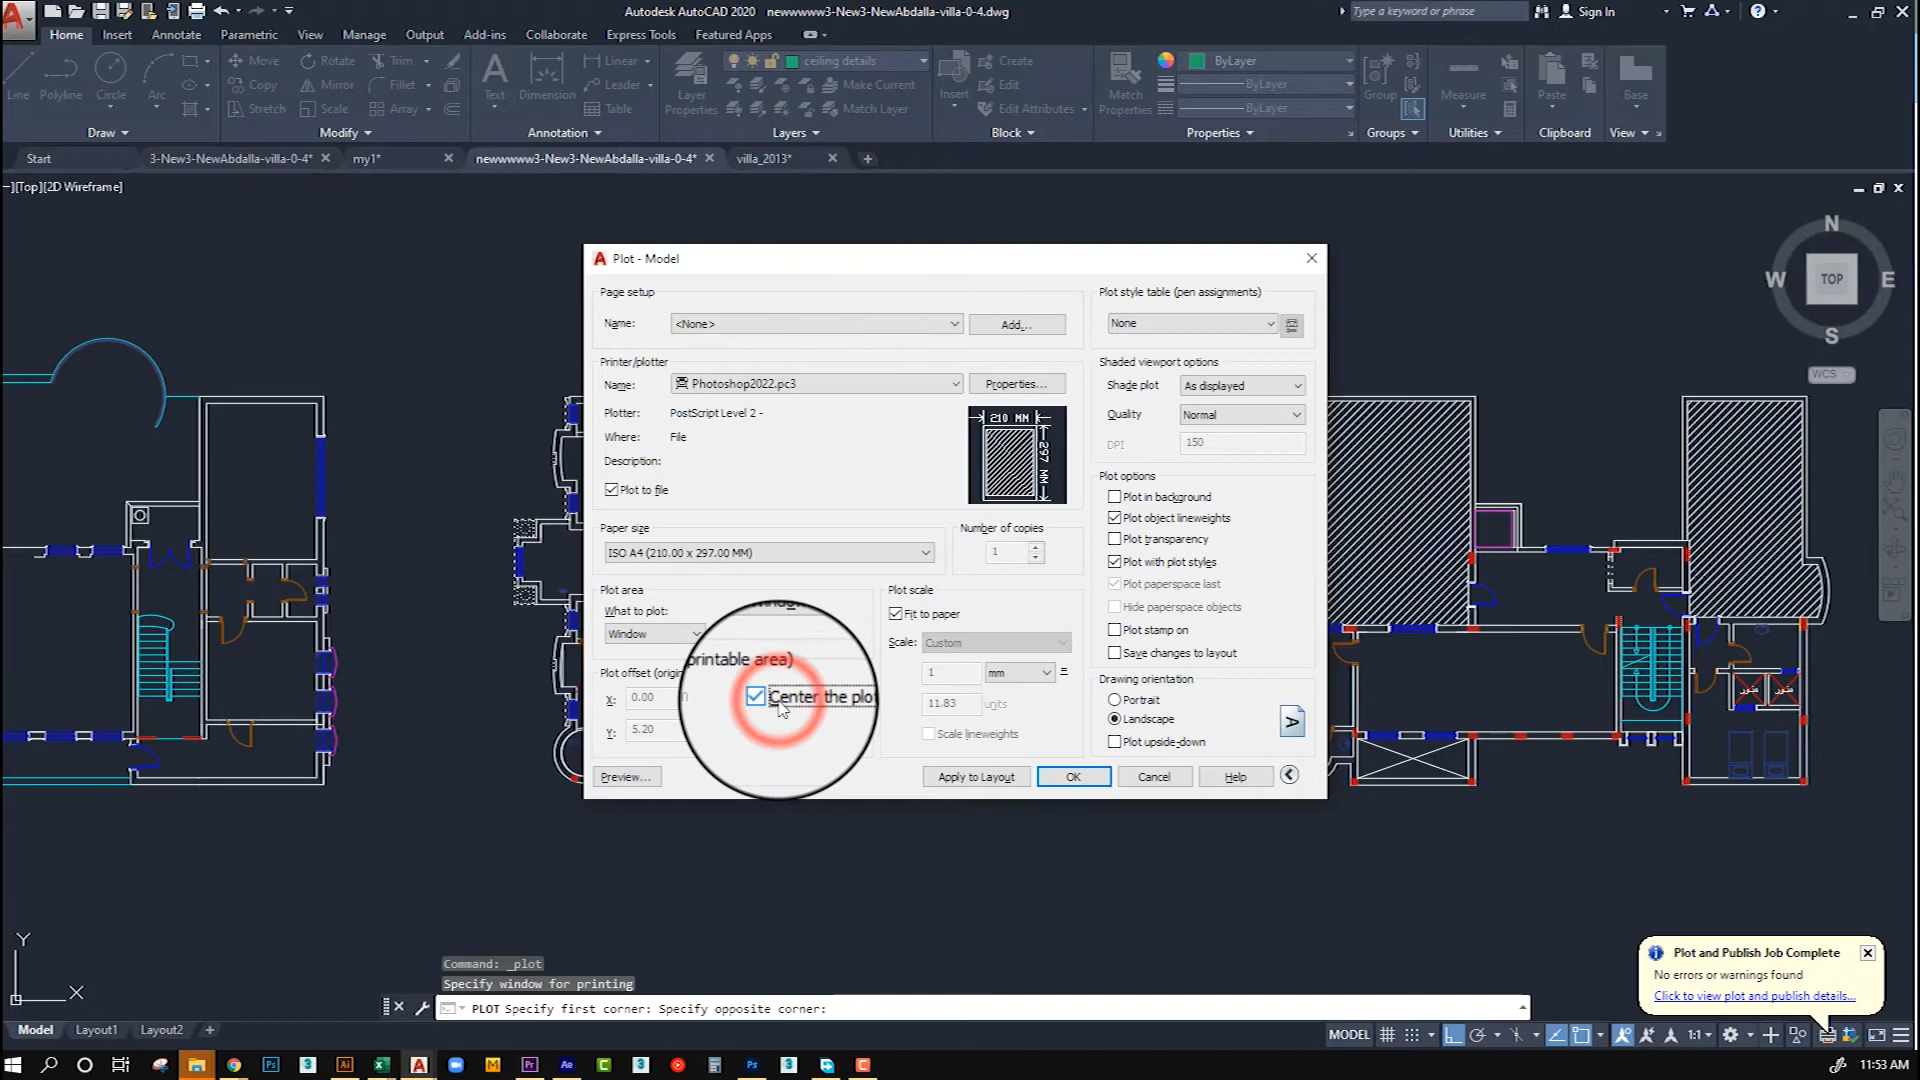 Autodesk AutoCAD 2020 newwwww3-New3-NewAbdalla-villa-0-4.dwg
Type a keyword or phrase
Sign In
Home Insert Annotate Parametric View Manage Output Add-ins Collaborate Express Tools Featured Apps
Line Polyline Circle Arc
Move Rotate Trim
Copy Mirror Fillet
Stretch Scale Array
Text Dimension
Linear
Leader
Table
Layer Properties
ceiling details
Make Current
Match Layer
Insert
Create
Edit
Edit Attributes
Match Properties
ByLayer
ByLayer
ByLayer
Group
Measure
Paste
Base
Draw Modify Annotation Layers Block Properties Groups Utilities Clipboard View
Start 3-New3-NewAbdalla-villa-0-4* my1* newwwww3-New3-NewAbdalla-villa-0-4* villa_2013*
–][Top][2D Wireframe]
N
W TOP E
S
WCS
Plot - Model
Page setup
Name: <None> Add...
Printer/plotter
Name: Photoshop2022.pc3 Properties...
Plotter: PostScript Level 2 -
Where: File
Description:
Plot to file
210 MM
297 MM
Paper size
ISO A4 (210.00 x 297.00 MM)
Number of copies
1
Plot area
What to plot:
Window
Plot offset (origin
printable area)
X: 0.00
Center the plot
Y: 5.20
Plot scale
Fit to paper
Scale: Custom
1 mm =
11.83 units
Scale lineweights
Plot style table (pen assignments)
None
Shaded viewport options
Shade plot As displayed
Quality Normal
DPI 150
Plot options
Plot in background
Plot object lineweights
Plot transparency
Plot with plot styles
Plot paperspace last
Hide paperspace objects
Plot stamp on
Save changes to layout
Drawing orientation
Portrait
Landscape
Plot upside-down
A
Preview... Apply to Layout OK Cancel Help
منور منور
Y
X
Command: _plot
Specify window for printing
PLOT Specify first corner: Specify opposite corner:
Plot and Publish Job Complete
No errors or warnings found
Click to view plot and publish details...
Model Layout1 Layout2
MODEL 1:1
11:53 AM